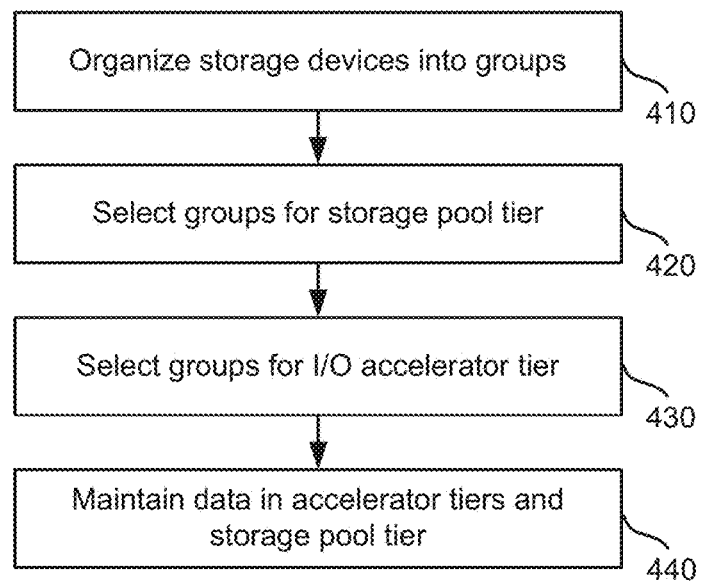 Organize storage devices into groups
410
Select groups for storage pool tier
420
Select groups for I/O accelerator tier
430
Maintain data in accelerator tiers and
storage pool tier
440